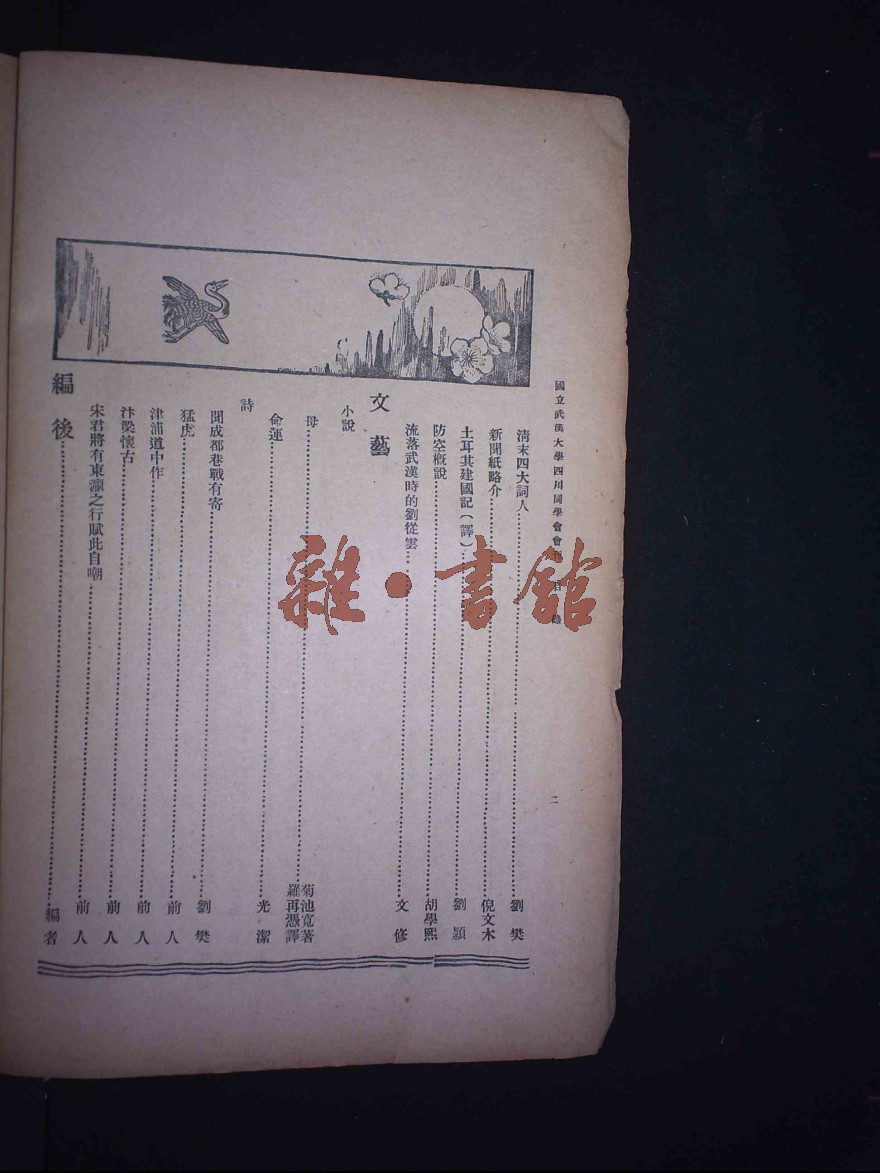 國立武漢大學四川同學會會刊　目錄　二
清末四大詞人……劉樊
新聞紙略介……倪文木
土耳其建國記（譯）……劉穎
防空概說……胡學熙
流落武漢時的劉從雲……文修
文藝
小說
母……菊池寬著
羅再憑譯
命運……光潔
詩
聞成都巷戰有寄……劉樊
猛虎……前人
津浦道中作……前人
汴梁懷古……前人
宋君將有東瀛之行賦此自嘲……前人
編後……編者
雜·書館